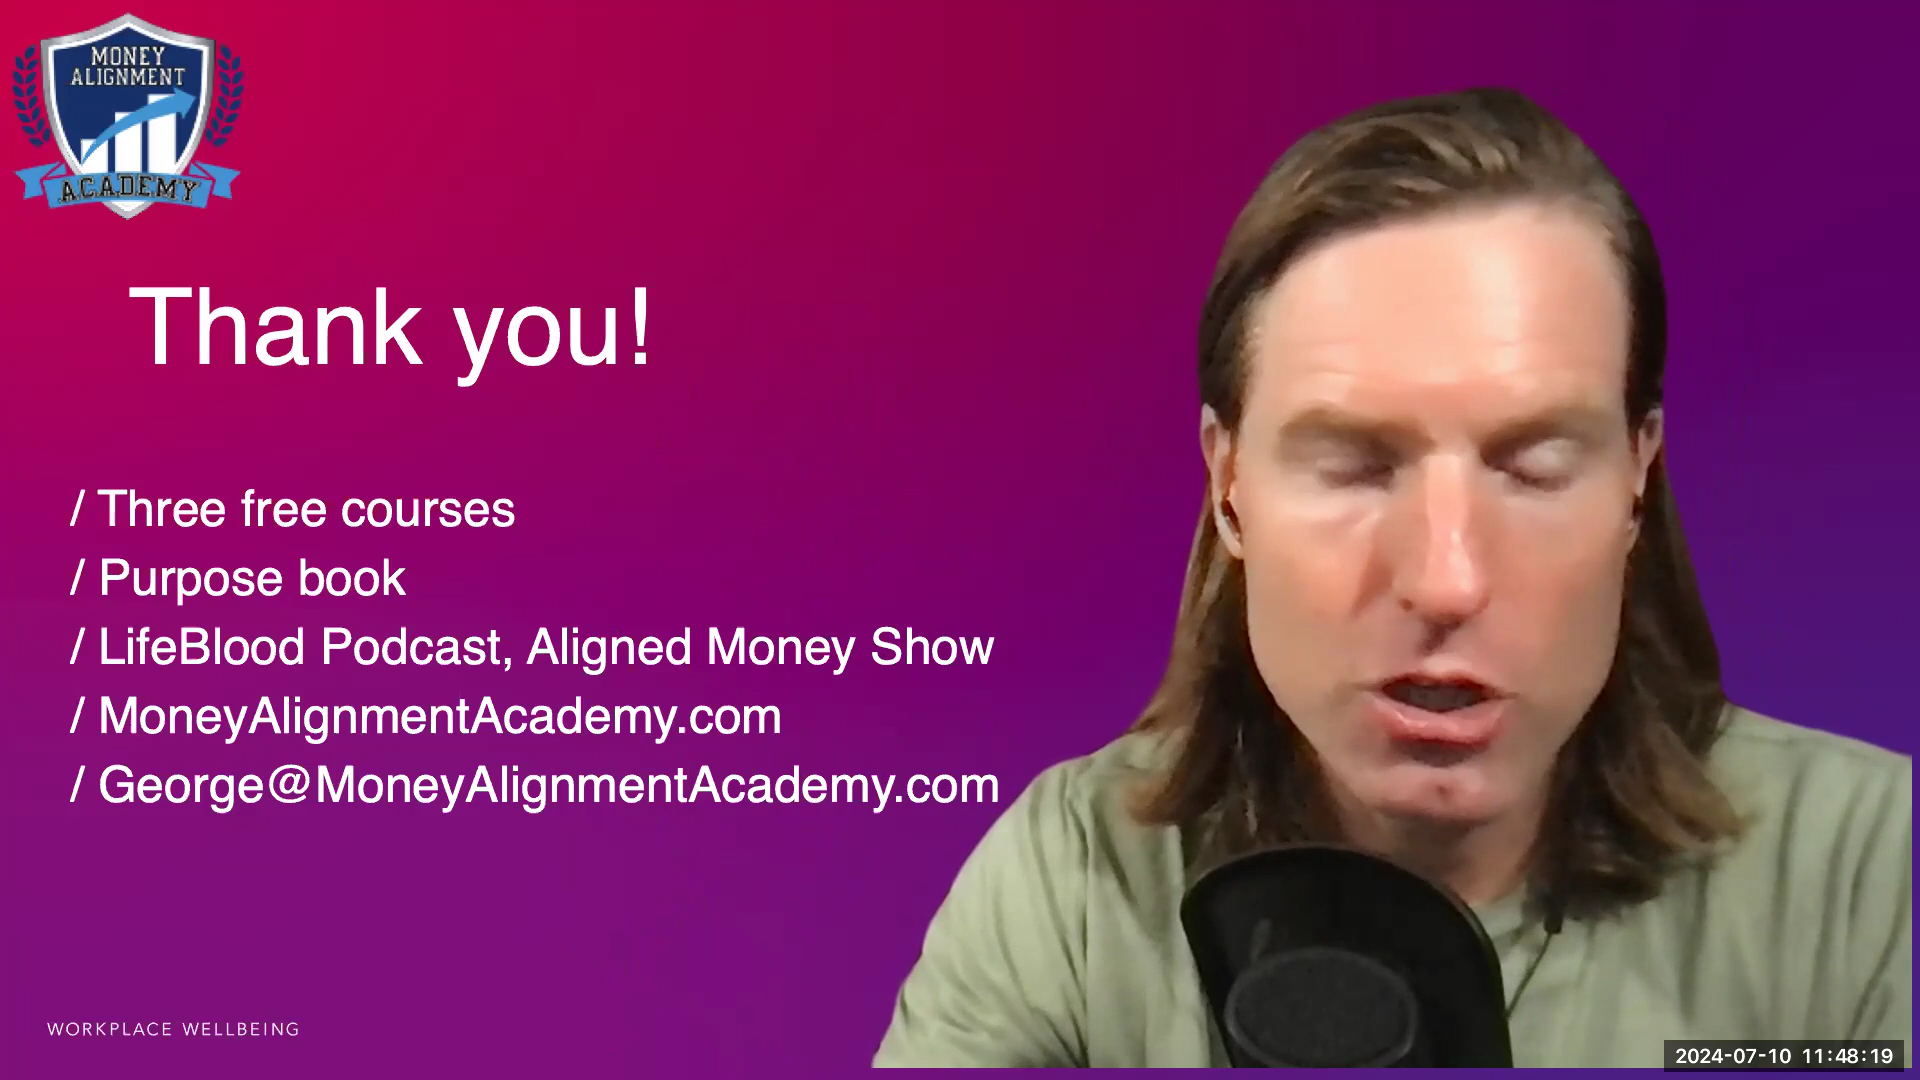 MONEY
ALIGNMENT
ACADEMY
Thank you!
/ Three free courses
/ Purpose book
/ LifeBlood Podcast, Aligned Money Show
/ MoneyAlignmentAcademy.com
/ George@MoneyAlignmentAcademy.com
WORKPLACE WELLBEING
2024-07-10 11:48:19